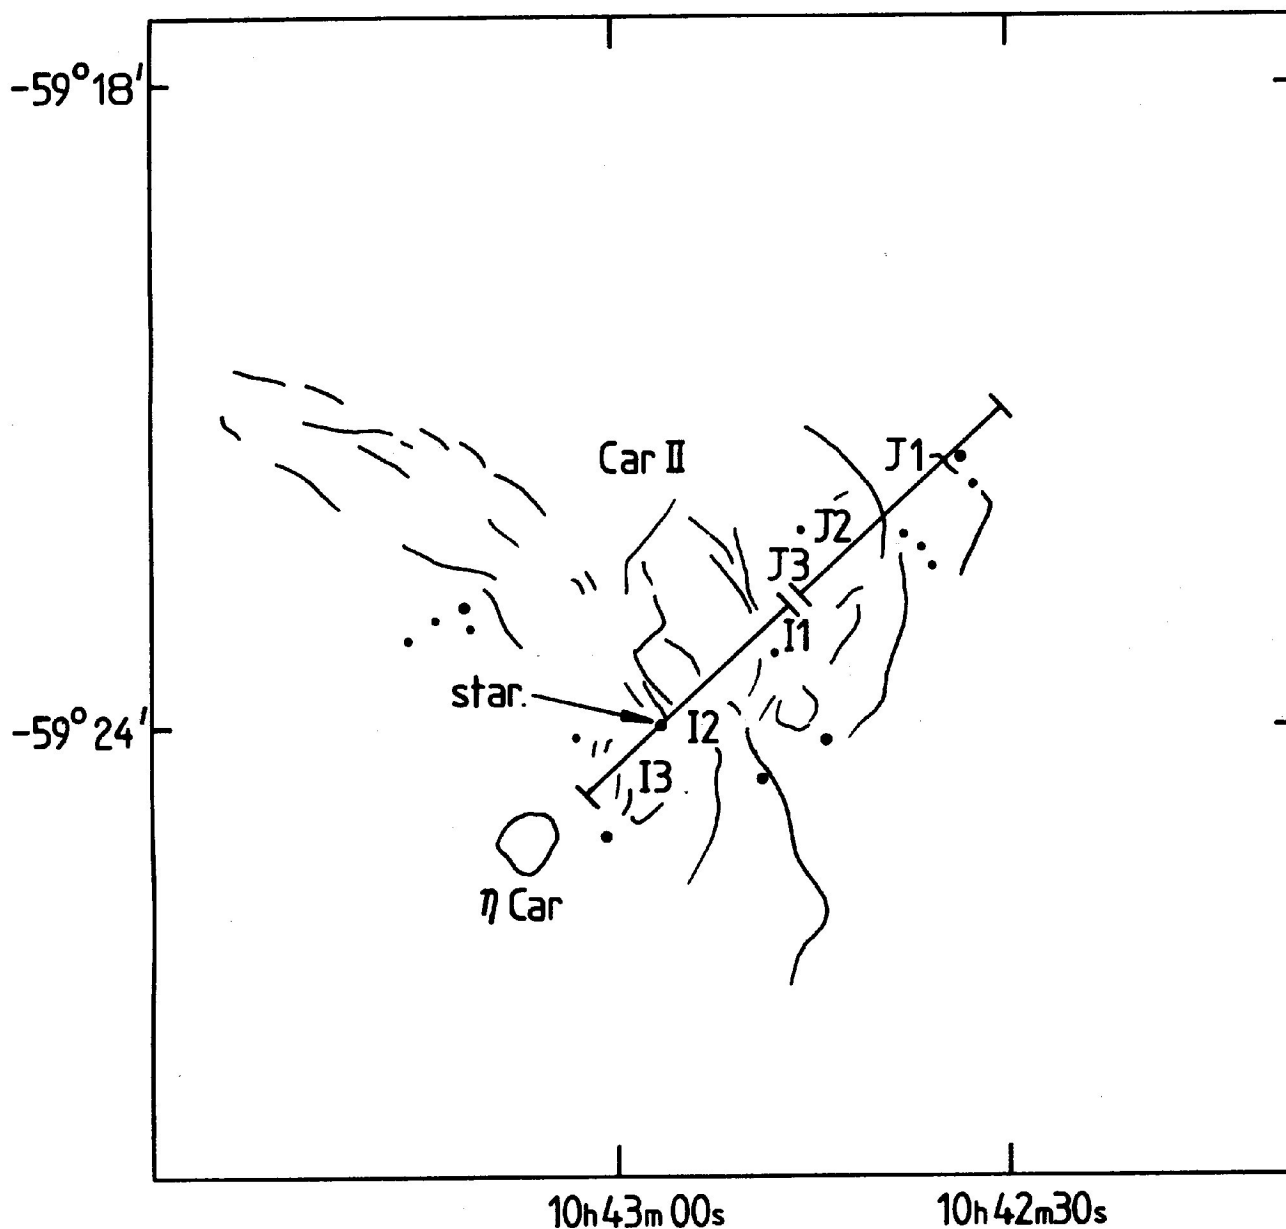 -59° 18'
Car II
J1
J2
J3
I1
star.
I2
-59° 24'
I3
η Car
10h43m00s
10h42m30s